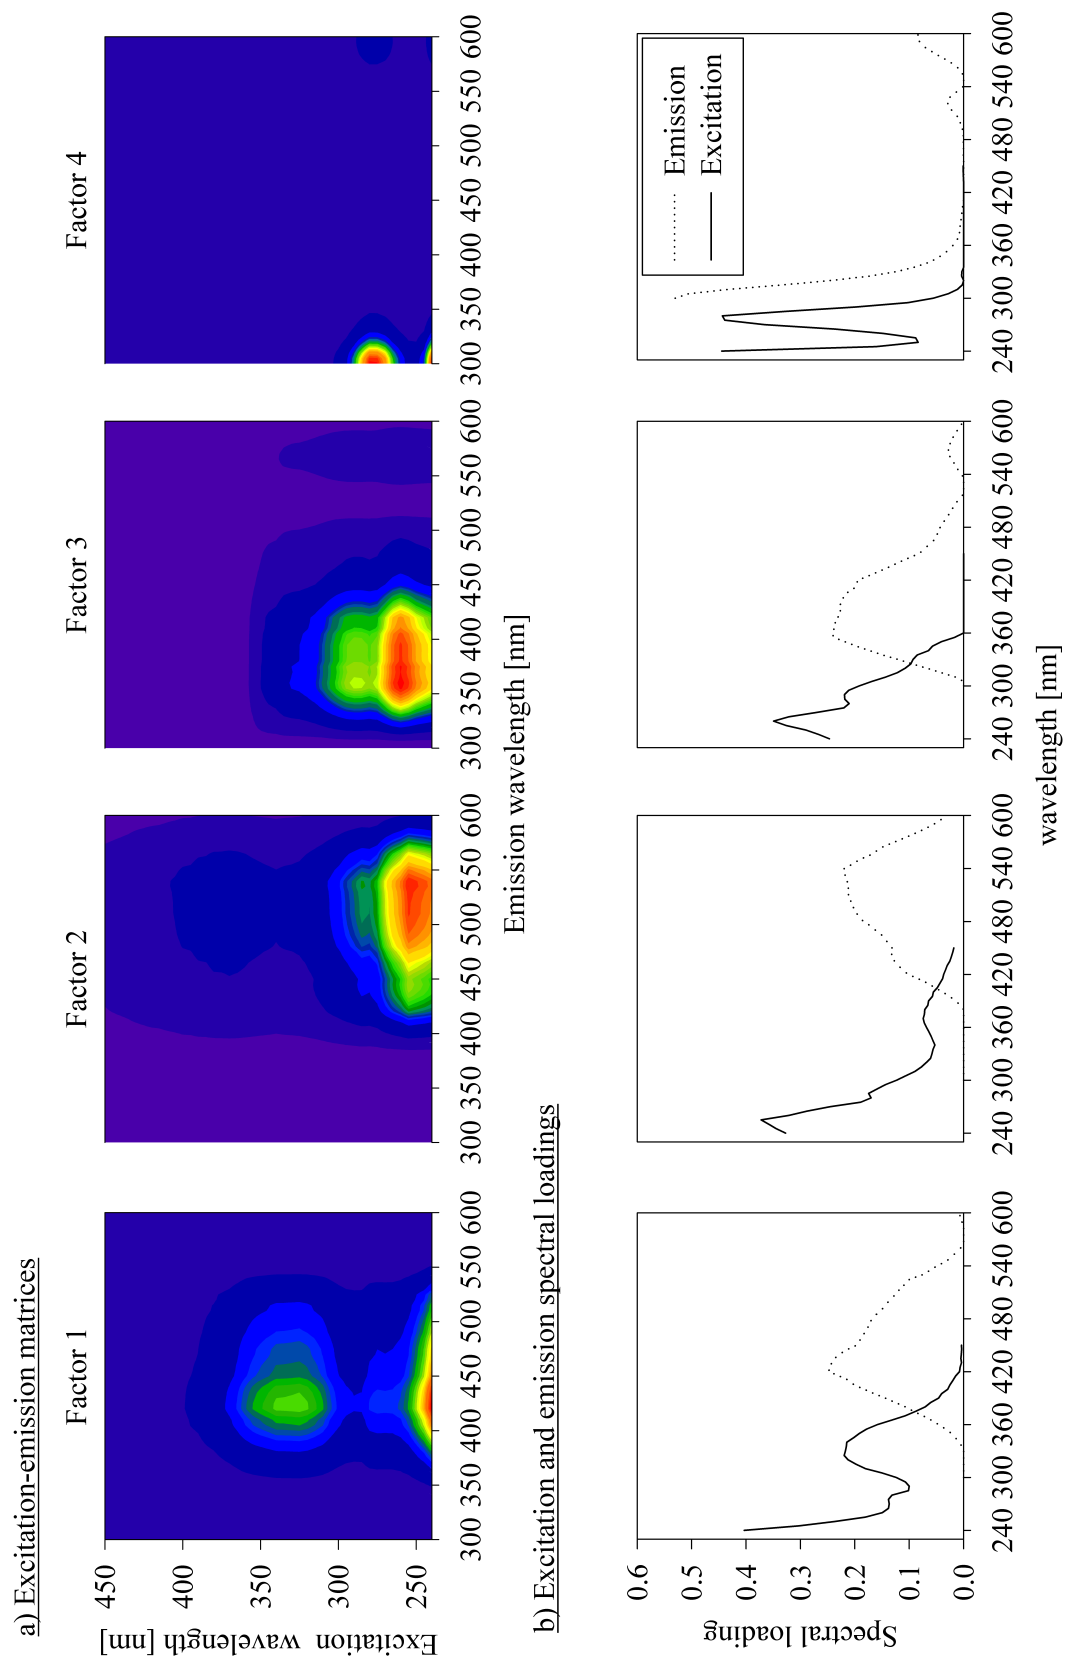 a) Excitation-emission matrices
Factor 1
Factor 2
Factor 3
Factor 4
Excitation wavelength [nm]
450
400
350
300
250
300 350 400 450 500 550 600
300 350 400 450 500 550 600
300 350 400 450 500 550 600
300 350 400 450 500 550 600
Emission wavelength [nm]
b) Excitation and emission spectral loadings
Spectral loading
0.6
0.5
0.4
0.3
0.2
0.1
0.0
Emission
Excitation
240 300 360 420 480 540 600
240 300 360 420 480 540 600
240 300 360 420 480 540 600
240 300 360 420 480 540 600
wavelength [nm]